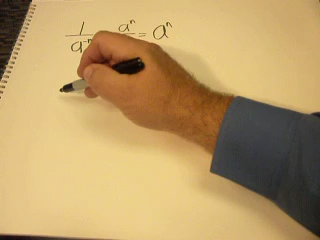 1/a⁻ⁿ aⁿ/ = aⁿ